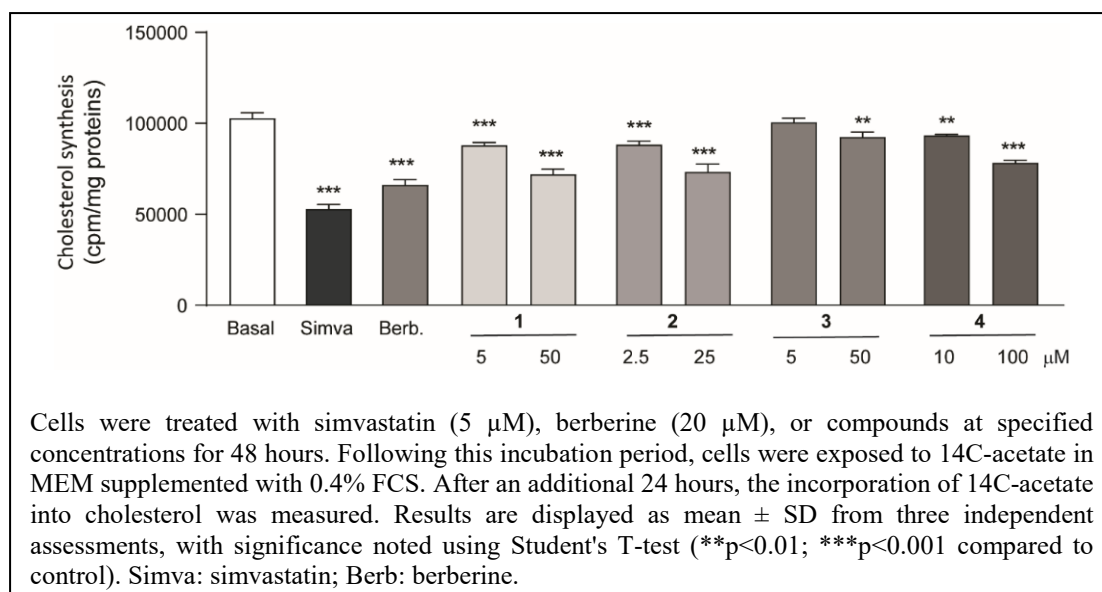 150000
100000
50000
0
Cholesterol synthesis
(cpm/mg proteins)
*** *** *** *** *** *** ** ** ***
Basal Simva Berb. 1 2 3 4
5 50 2.5 25 5 50 10 100 µM
Cells were treated with simvastatin (5 µM), berberine (20 µM), or compounds at specified
concentrations for 48 hours. Following this incubation period, cells were exposed to 14C-acetate in
MEM supplemented with 0.4% FCS. After an additional 24 hours, the incorporation of 14C-acetate
into cholesterol was measured. Results are displayed as mean ± SD from three independent
assessments, with significance noted using Student's T-test (**p<0.01; ***p<0.001 compared to
control). Simva: simvastatin; Berb: berberine.